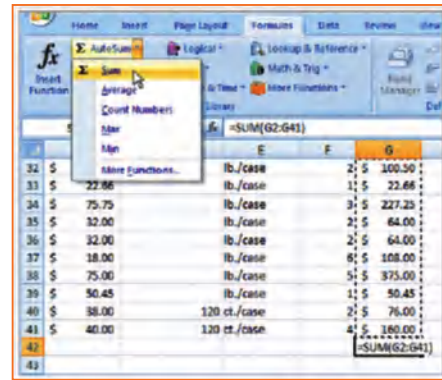 Home Insert Page Layout Formulas Data Review View
fx Σ AutoSum Logical Lookup & Reference
Insert Function Σ Sum Math & Trig
Average & Time More Functions Manager
Count Numbers Library Def
Max fx =SUM(G2:G41)
Min E F G
More Functions...
32 $ lb./case 2 $ 100.50
33 $ 22.66 lb./case 1 $ 22.66
34 $ 75.75 lb./case 3 $ 227.25
35 $ 32.00 lb./case 2 $ 64.00
36 $ 32.00 lb./case 2 $ 64.00
37 $ 18.00 lb./case 6 $ 108.00
38 $ 75.00 lb./case 5 $ 375.00
39 $ 50.45 lb./case 1 $ 50.45
40 $ 38.00 120 ct./case 2 $ 76.00
41 $ 40.00 120 ct./case 4 $ 160.00
42 =SUM(G2:G41)
43